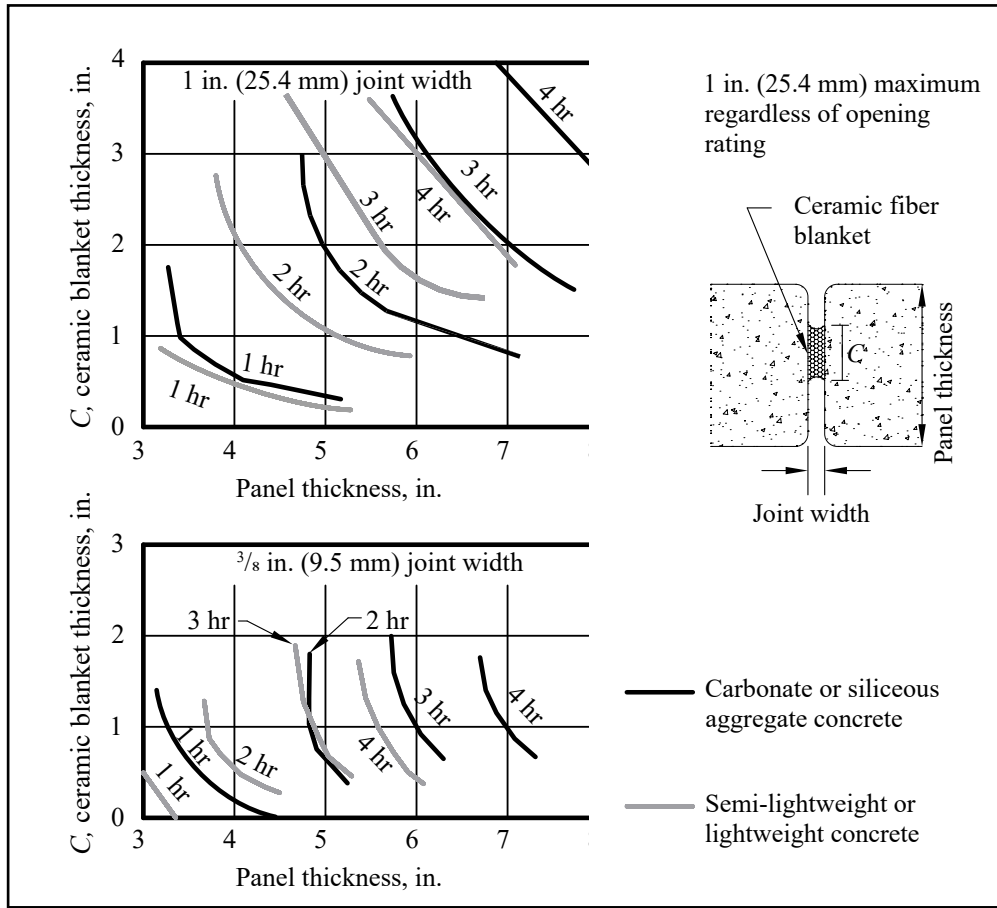 C, ceramic blanket thickness, in.
4
3
2
1
0
1 in. (25.4 mm) joint width
4 hr
3 hr
4 hr
3 hr
2 hr
2 hr
1 hr
1 hr
3
4
5
6
7
Panel thickness, in.
1 in. (25.4 mm) maximum
regardless of opening
rating
Ceramic fiber
blanket
C
Panel thickness
Joint width
C, ceramic blanket thickness, in.
3
2
1
0
3/8 in. (9.5 mm) joint width
3 hr
2 hr
1 hr
1 hr
2 hr
4 hr
3 hr
4 hr
3
4
5
6
7
Panel thickness, in.
Carbonate or siliceous
aggregate concrete
Semi-lightweight or
lightweight concrete